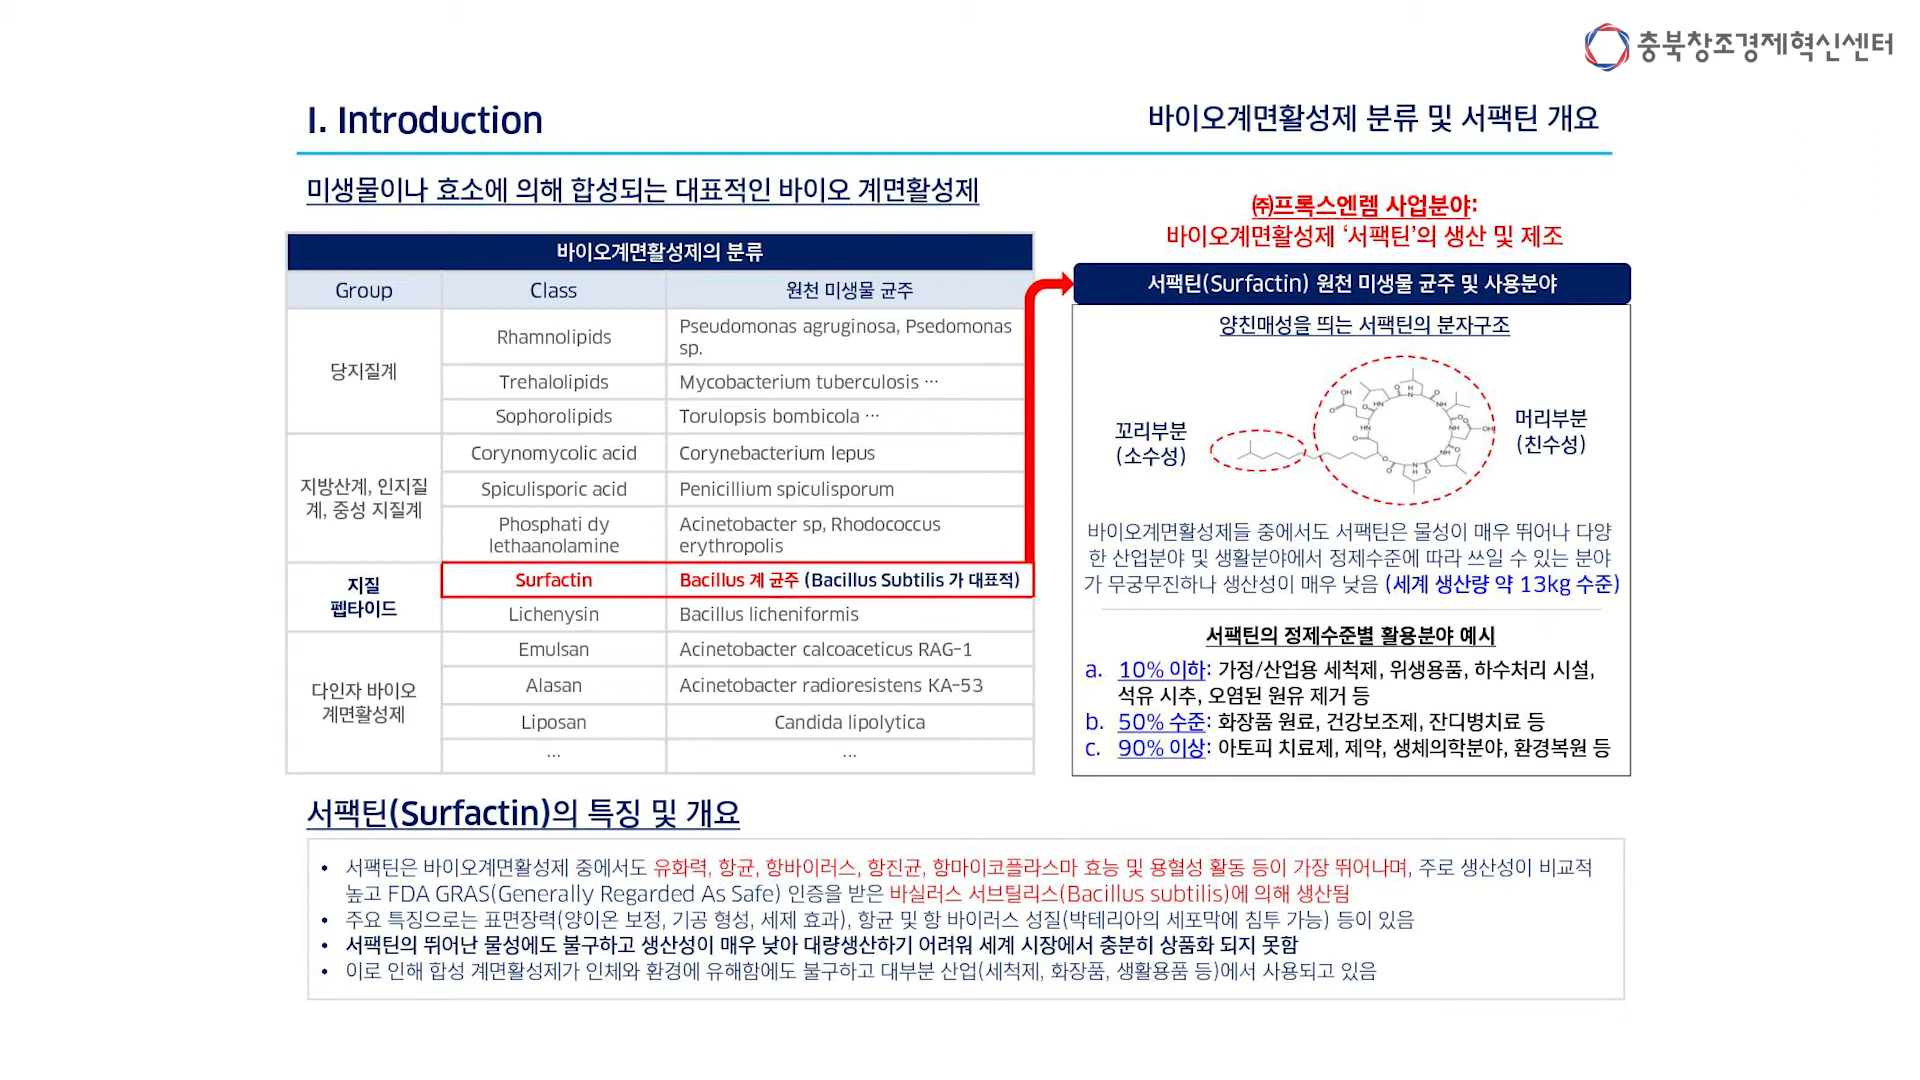 충북창조경제혁신센터
I. Introduction
바이오계면활성제 분류 및 서팩틴 개요
미생물이나 효소에 의해 합성되는 대표적인 바이오 계면활성제
바이오계면활성제의 분류
Group Class 원천 미생물 균주
당지질계
Rhamnolipids
Pseudomonas agruginosa, Psedomonas
sp.
Trehalolipids Mycobacterium tuberculosis ···
Sophorolipids Torulopsis bombicola ···
지방산계, 인지질
계, 중성 지질계
Corynomycolic acid Corynebacterium lepus
Spiculisporic acid Penicillium spiculisporum
Phosphati dy
lethaanolamine
Acinetobacter sp, Rhodococcus
erythropolis
지질
펩타이드
Surfactin Bacillus 계 균주 (Bacillus Subtilis 가 대표적)
Lichenysin Bacillus licheniformis
다인자 바이오
계면활성제
Emulsan Acinetobacter calcoaceticus RAG-1
Alasan Acinetobacter radioresistens KA-53
Liposan Candida lipolytica
··· ···
㈜프록스엔렘 사업분야:
바이오계면활성제 ‘서팩틴’의 생산 및 제조
서팩틴(Surfactin) 원천 미생물 균주 및 사용분야
양친매성을 띄는 서팩틴의 분자구조
꼬리부분
(소수성)
머리부분
(친수성)
바이오계면활성제들 중에서도 서팩틴은 물성이 매우 뛰어나 다양
한 산업분야 및 생활분야에서 정제수준에 따라 쓰일 수 있는 분야
가 무궁무진하나 생산성이 매우 낮음 (세계 생산량 약 13kg 수준)
서팩틴의 정제수준별 활용분야 예시
a. 10% 이하: 가정/산업용 세척제, 위생용품, 하수처리 시설,
석유 시추, 오염된 원유 제거 등
b. 50% 수준: 화장품 원료, 건강보조제, 잔디병치료 등
c. 90% 이상: 아토피 치료제, 제약, 생체의학분야, 환경복원 등
서팩틴(Surfactin)의 특징 및 개요
• 서팩틴은 바이오계면활성제 중에서도 유화력, 항균, 항바이러스, 항진균, 항마이코플라스마 효능 및 용혈성 활동 등이 가장 뛰어나며, 주로 생산성이 비교적
높고 FDA GRAS(Generally Regarded As Safe) 인증을 받은 바실러스 서브틸리스(Bacillus subtilis)에 의해 생산됨
• 주요 특징으로는 표면장력(양이온 보정, 기공 형성, 세제 효과), 항균 및 항 바이러스 성질(박테리아의 세포막에 침투 가능) 등이 있음
• 서팩틴의 뛰어난 물성에도 불구하고 생산성이 매우 낮아 대량생산하기 어려워 세계 시장에서 충분히 상품화 되지 못함
• 이로 인해 합성 계면활성제가 인체와 환경에 유해함에도 불구하고 대부분 산업(세척제, 화장품, 생활용품 등)에서 사용되고 있음